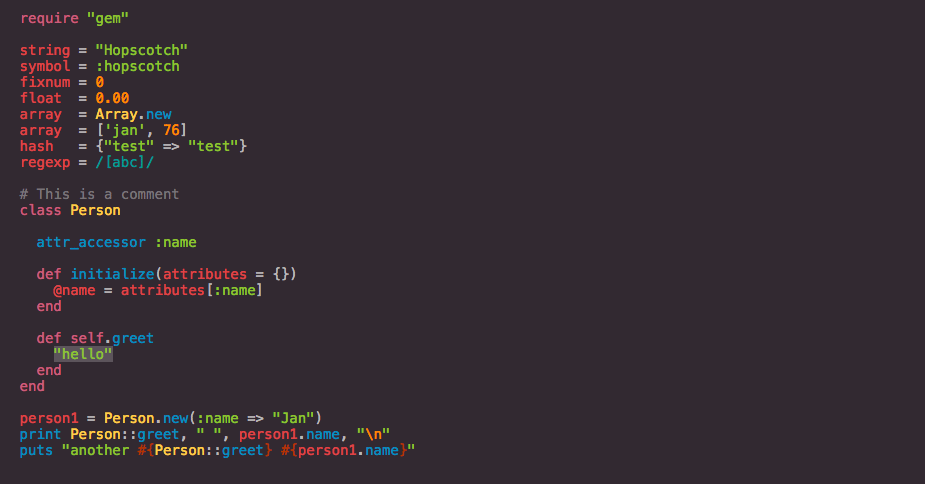 require "gem"

string = "Hopscotch"
symbol = :hopscotch
fixnum = 0
float  = 0.00
array  = Array.new
array  = ['jan', 76]
hash   = {"test" => "test"}
regexp = /[abc]/

# This is a comment
class Person

  attr_accessor :name

  def initialize(attributes = {})
    @name = attributes[:name]
  end

  def self.greet
    "hello"
  end
end

person1 = Person.new(:name => "Jan")
print Person::greet, " ", person1.name, "\n"
puts "another #{Person::greet} #{person1.name}"